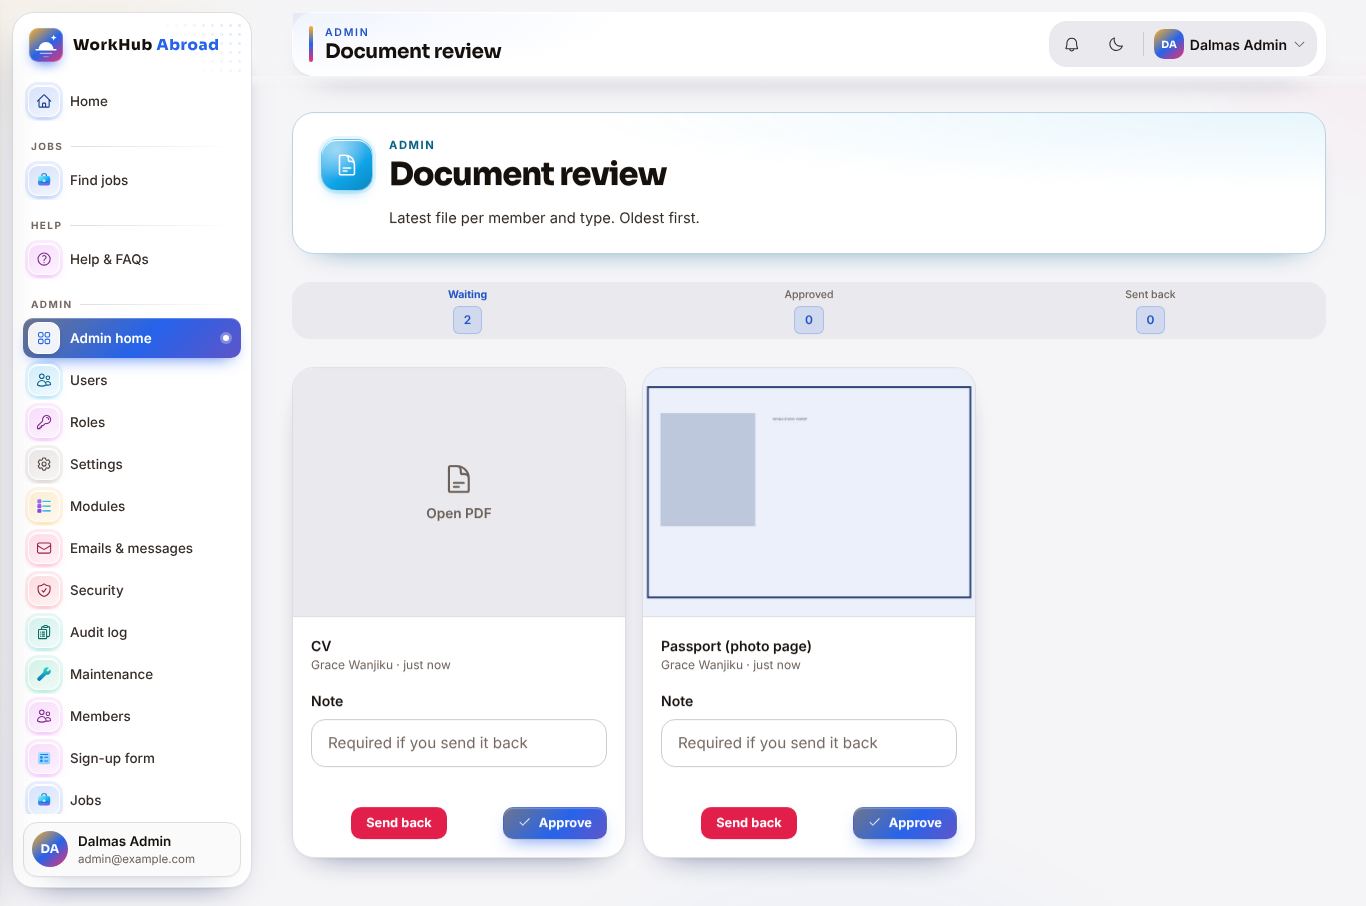 WorkHub Abroad
Home
JOBS
Find jobs
HELP
Help & FAQs
ADMIN
Admin home
Users
Roles
Settings
Modules
Emails & messages
Security
Audit log
Maintenance
Members
Sign-up form
Jobs
DA
Dalmas Admin
admin@example.com
ADMIN
Document review
DA Dalmas Admin
ADMIN
Document review
Latest file per member and type. Oldest first.
Waiting
2
Approved
0
Sent back
0
Open PDF
CV
Grace Wanjiku · just now
Note
Required if you send it back
Send back
Approve
Passport (photo page)
Grace Wanjiku · just now
Note
Required if you send it back
Send back
Approve